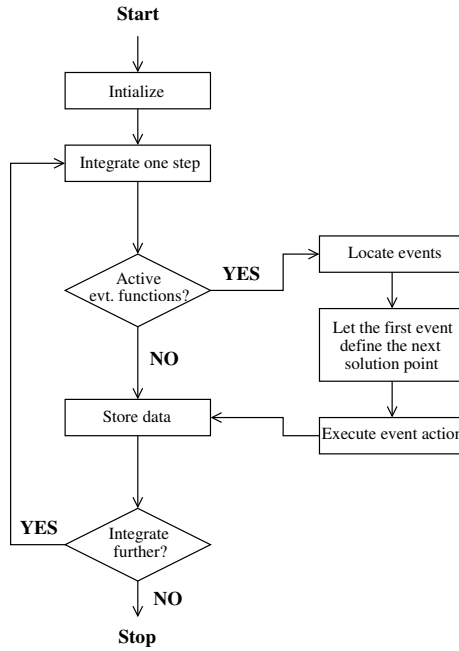 Start
Intialize
Integrate one step
Active
evt. functions?
YES
Locate events
Let the first event
define the next
solution point
Execute event action
NO
Store data
YES
Integrate
further?
NO
Stop